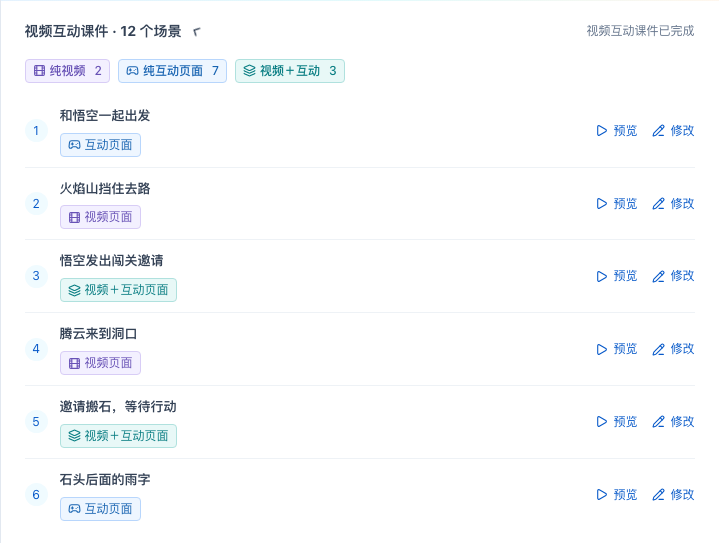 视频互动课件 · 12 个场景
视频互动课件已完成
纯视频 2
纯互动页面 7
视频＋互动 3
1
和悟空一起出发
互动页面
预览
修改
2
火焰山挡住去路
视频页面
预览
修改
3
悟空发出闯关邀请
视频＋互动页面
预览
修改
4
腾云来到洞口
视频页面
预览
修改
5
邀请搬石，等待行动
视频＋互动页面
预览
修改
6
石头后面的雨字
互动页面
预览
修改